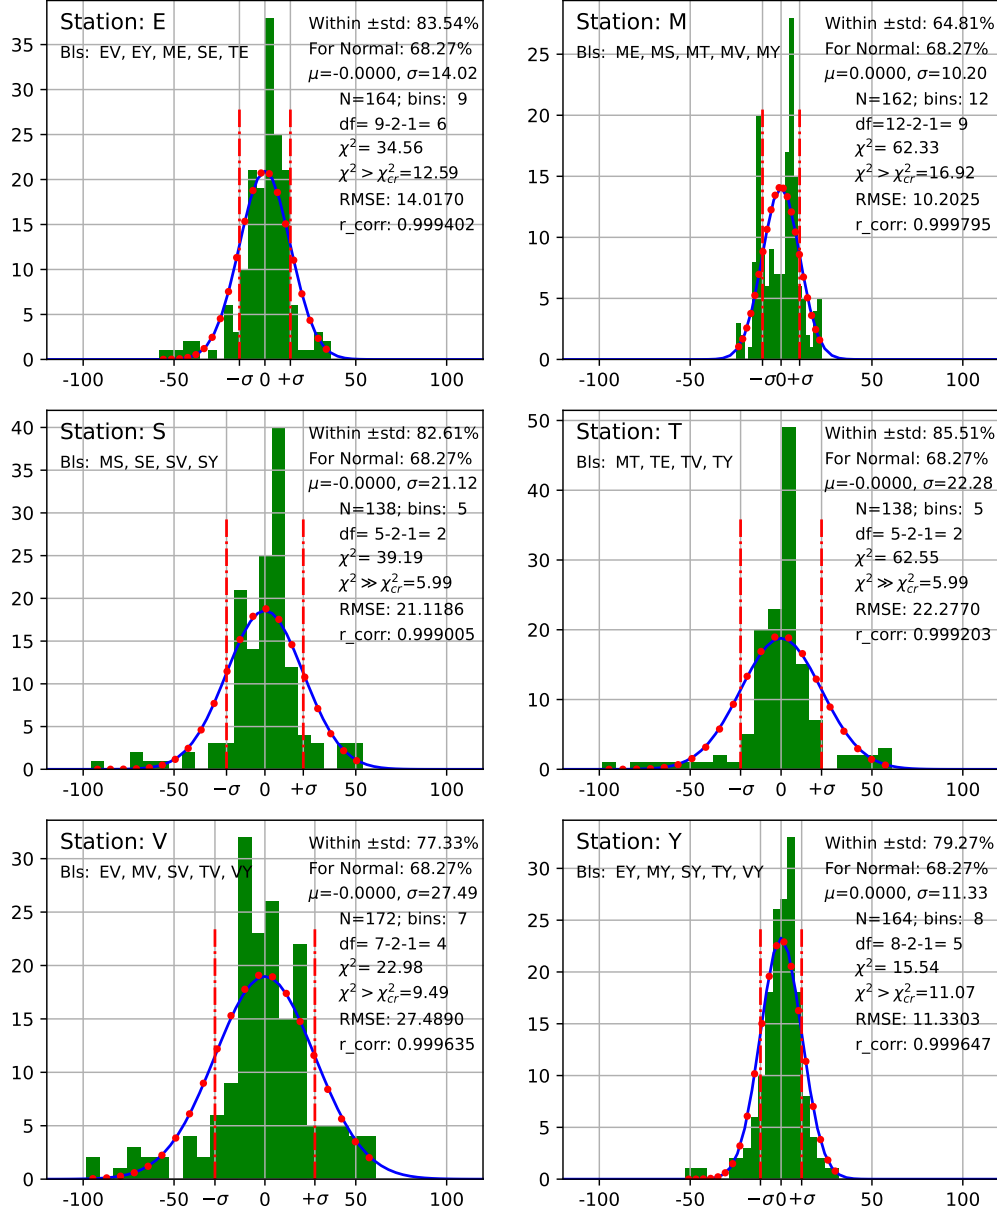 Station: E
Bls:  EV, EY, ME, SE, TE
Within ±std: 83.54%
For Normal: 68.27%
μ=-0.0000, σ=14.02
N=164; bins:  9
df= 9-2-1= 6
χ²= 34.56
χ² > χ²cr=12.59
RMSE: 14.0170
r_corr: 0.999402
35
30
25
20
15
10
5
0
-100 -50 −σ 0 +σ 50 100
Station: M
Bls:  ME, MS, MT, MV, MY
Within ±std: 64.81%
For Normal: 68.27%
μ=0.0000, σ=10.20
N=162; bins: 12
df=12-2-1= 9
χ²= 62.33
χ² > χ²cr=16.92
RMSE: 10.2025
r_corr: 0.999795
25
20
15
10
5
0
-100 -50 −σ 0 +σ 50 100
Station: S
Bls:  MS, SE, SV, SY
Within ±std: 82.61%
For Normal: 68.27%
μ=-0.0000, σ=21.12
N=138; bins:  5
df= 5-2-1= 2
χ²= 39.19
χ² ≫ χ²cr=5.99
RMSE: 21.1186
r_corr: 0.999005
40
35
30
25
20
15
10
5
0
-100 -50 −σ 0 +σ 50 100
Station: T
Bls:  MT, TE, TV, TY
Within ±std: 85.51%
For Normal: 68.27%
μ=-0.0000, σ=22.28
N=138; bins:  5
df= 5-2-1= 2
χ²= 62.55
χ² ≫ χ²cr=5.99
RMSE: 22.2770
r_corr: 0.999203
50
40
30
20
10
0
-100 -50 −σ 0 +σ 50 100
Station: V
Bls:  EV, MV, SV, TV, VY
Within ±std: 77.33%
For Normal: 68.27%
μ=-0.0000, σ=27.49
N=172; bins:  7
df= 7-2-1= 4
χ²= 22.98
χ² > χ²cr=9.49
RMSE: 27.4890
r_corr: 0.999635
30
25
20
15
10
5
0
-100 -50 −σ 0 +σ 50 100
Station: Y
Bls:  EY, MY, SY, TY, VY
Within ±std: 79.27%
For Normal: 68.27%
μ=0.0000, σ=11.33
N=164; bins:  8
df= 8-2-1= 5
χ²= 15.54
χ² > χ²cr=11.07
RMSE: 11.3303
r_corr: 0.999647
30
25
20
15
10
5
0
-100 -50 −σ 0 +σ 50 100